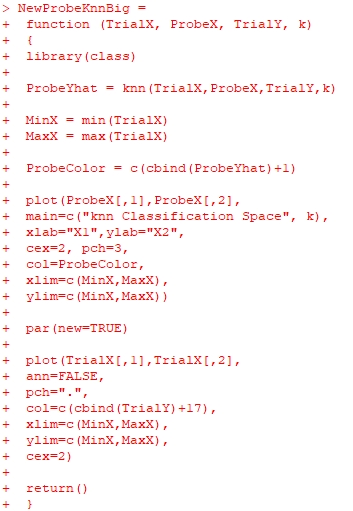 > NewProbeKnnBig =
+ function (TrialX, ProbeX, TrialY, k)
+ {
+ library(class)
+
+ ProbeYhat = knn(TrialX,ProbeX,TrialY,k)
+
+ MinX = min(TrialX)
+ MaxX = max(TrialX)
+
+ ProbeColor = c(cbind(ProbeYhat)+1)
+
+ plot(ProbeX[,1],ProbeX[,2],
+ main=c("knn Classification Space", k),
+ xlab="X1",ylab="X2",
+ cex=2, pch=3,
+ col=ProbeColor,
+ xlim=c(MinX,MaxX),
+ ylim=c(MinX,MaxX))
+
+ par(new=TRUE)
+
+ plot(TrialX[,1],TrialX[,2],
+ ann=FALSE,
+ pch=".",
+ col=c(cbind(TrialY)+17),
+ xlim=c(MinX,MaxX),
+ ylim=c(MinX,MaxX),
+ cex=2)
+
+ return()
+ }